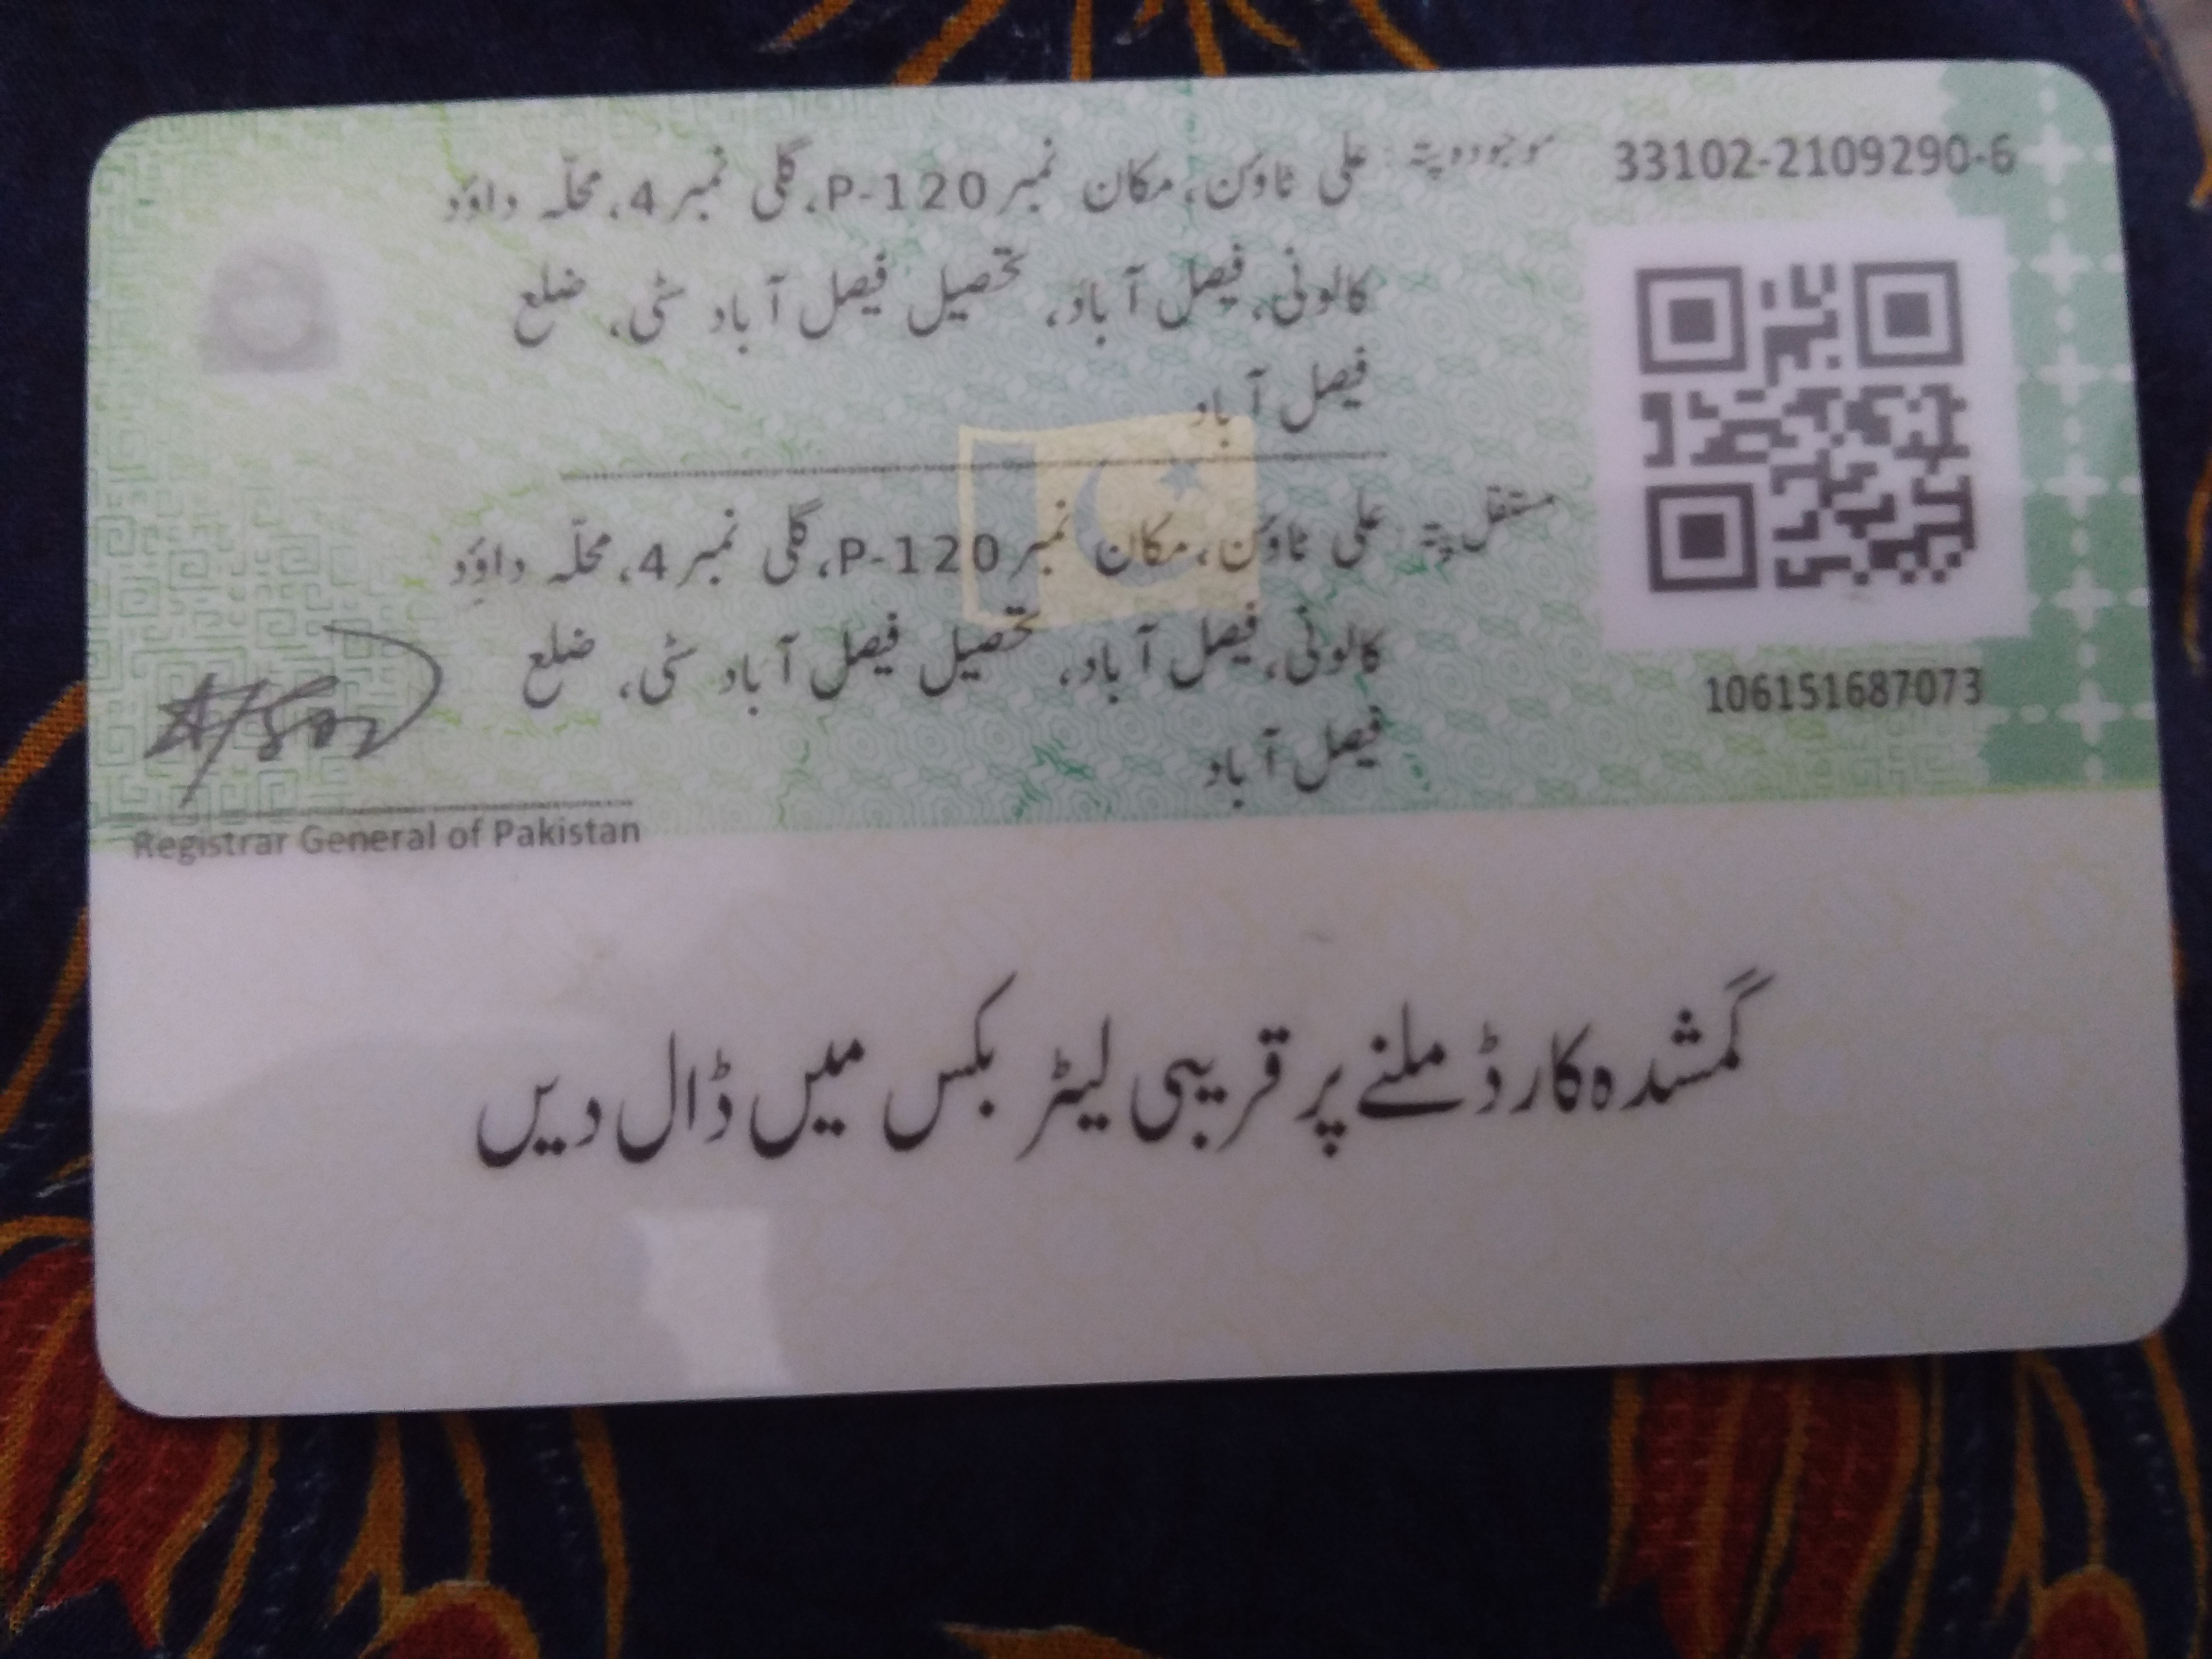 33102-2109290-6
موجودہ پتہ: علی ٹاؤن، مکان نمبر P-120، گلی نمبر 4، محلّہ داؤد
کالونی، فیصل آباد، تحصیل فیصل آباد سٹی، ضلع
فیصل آباد
مستقل پتہ: علی ٹاؤن، مکان نمبر P-120، گلی نمبر 4، محلّہ داؤد
کالونی، فیصل آباد، تحصیل فیصل آباد سٹی، ضلع
فیصل آباد
106151687073
Registrar General of Pakistan
گمشدہ کارڈ ملنے پر قریبی لیٹر بکس میں ڈال دیں